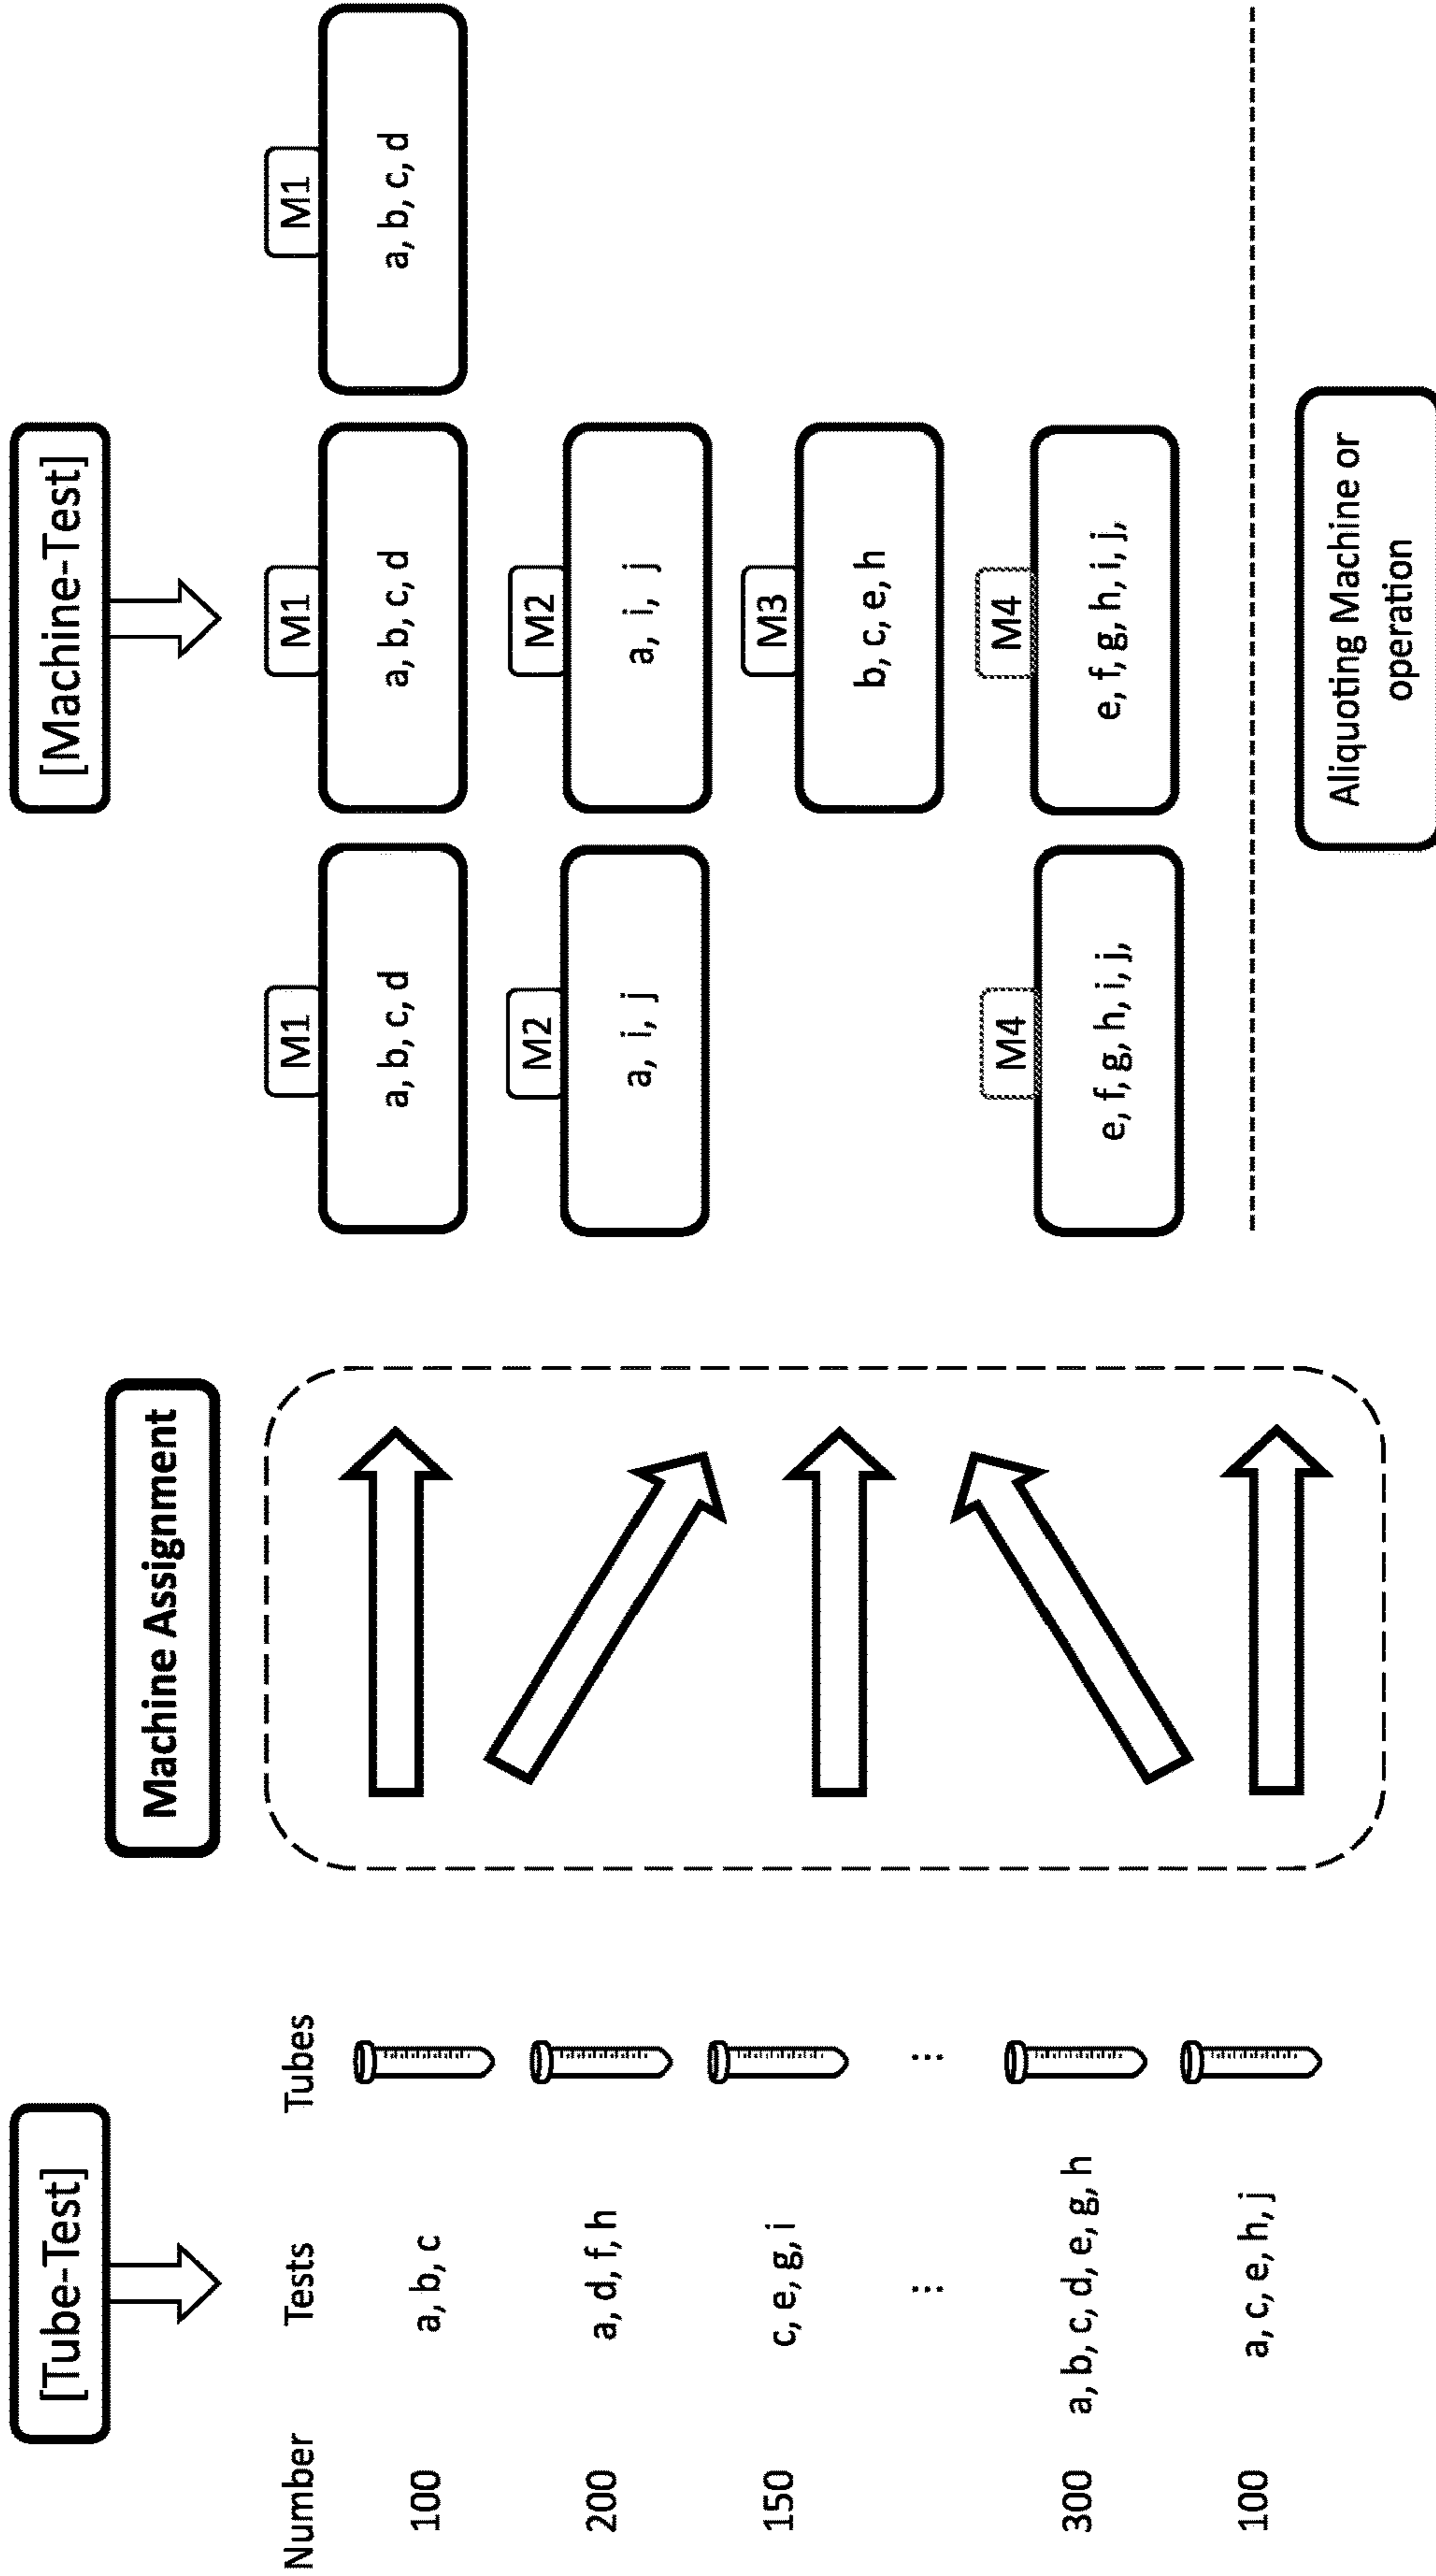 [Tube-Test]
Machine Assignment
[Machine-Test]
Number Tests Tubes
100 a, b, c
200 a, d, f, h
150 c, e, g, i
... ...
300 a, b, c, d, e, g, h
100 a, c, e, h, j
M1 M1 M1
a, b, c, d a, b, c, d a, b, c, d
M2 M2
a, i, j a, i, j
M3
b, c, e, h
M4 M4
e, f, g, h, i, j, e, f, g, h, i, j,
Aliquoting Machine or
operation